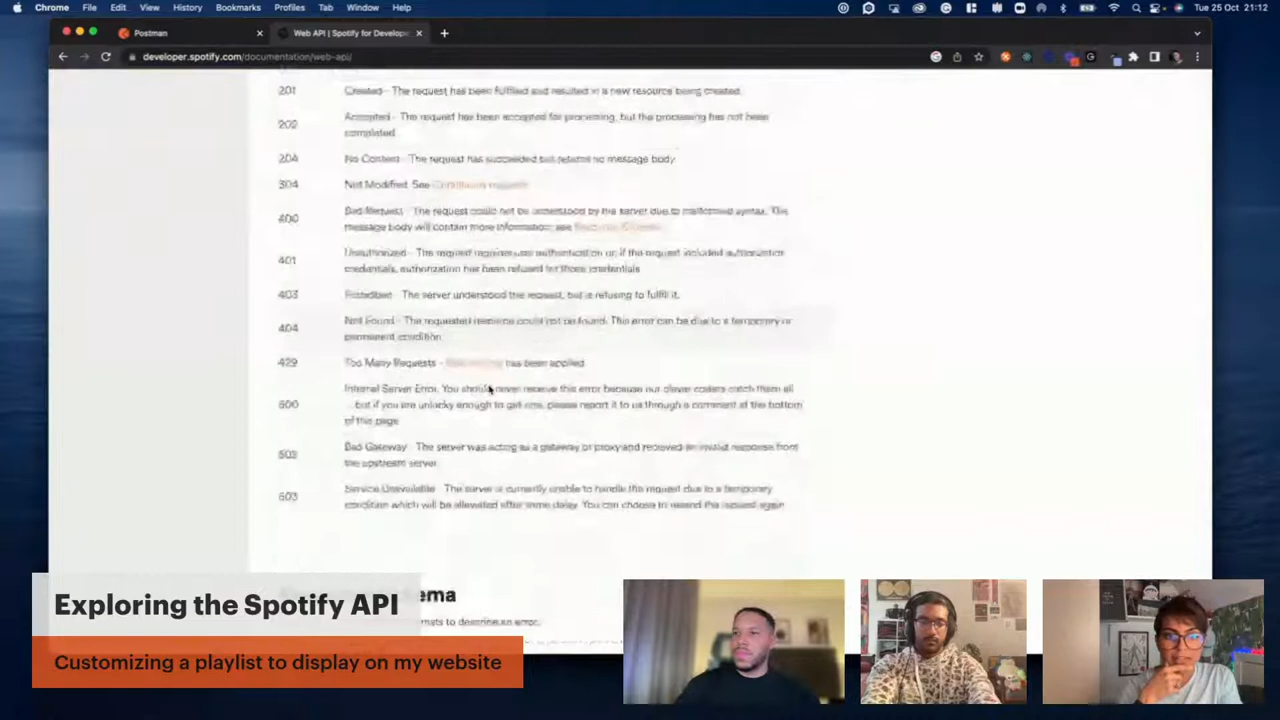 Chrome File Edit View History Bookmarks Profiles Tab Window Help
Tue 25 Oct 21:12
Postman
Web API | Spotify for Develope
developer.spotify.com/documentation/web-api/
201 Created - The request has been fulfilled and resulted in a new resource being created.
202 Accepted - The request has been accepted for processing, but the processing has not been
completed.
204 No Content - The request has succeeded but returns no message body.
304 Not Modified. See Conditional requests.
400 Bad Request - The request could not be understood by the server due to malformed syntax. The
message body will contain more information; see
401 Unauthorized - The request requires user authentication or, if the request included authorization
credentials, authorization has been refused for those credentials.
403 Forbidden - The server understood the request, but is refusing to fulfill it.
404 Not Found - The requested resource could not be found. This error can be due to a temporary or
permanent condition.
429 Too Many Requests - has been applied.
Internal Server Error. You should never receive this error because our clever coders catch them all
500 ... but if you are unlucky enough to get one, please report it to us through a comment at the bottom
of this page.
502 Bad Gateway - The server was acting as a gateway or proxy and received an invalid response from
the upstream server.
503 Service Unavailable - The server is currently unable to handle the request due to a temporary
condition which will be alleviated after some delay. You can choose to resend the request again.
ema
mats to describe an error.
Exploring the Spotify API
Customizing a playlist to display on my website